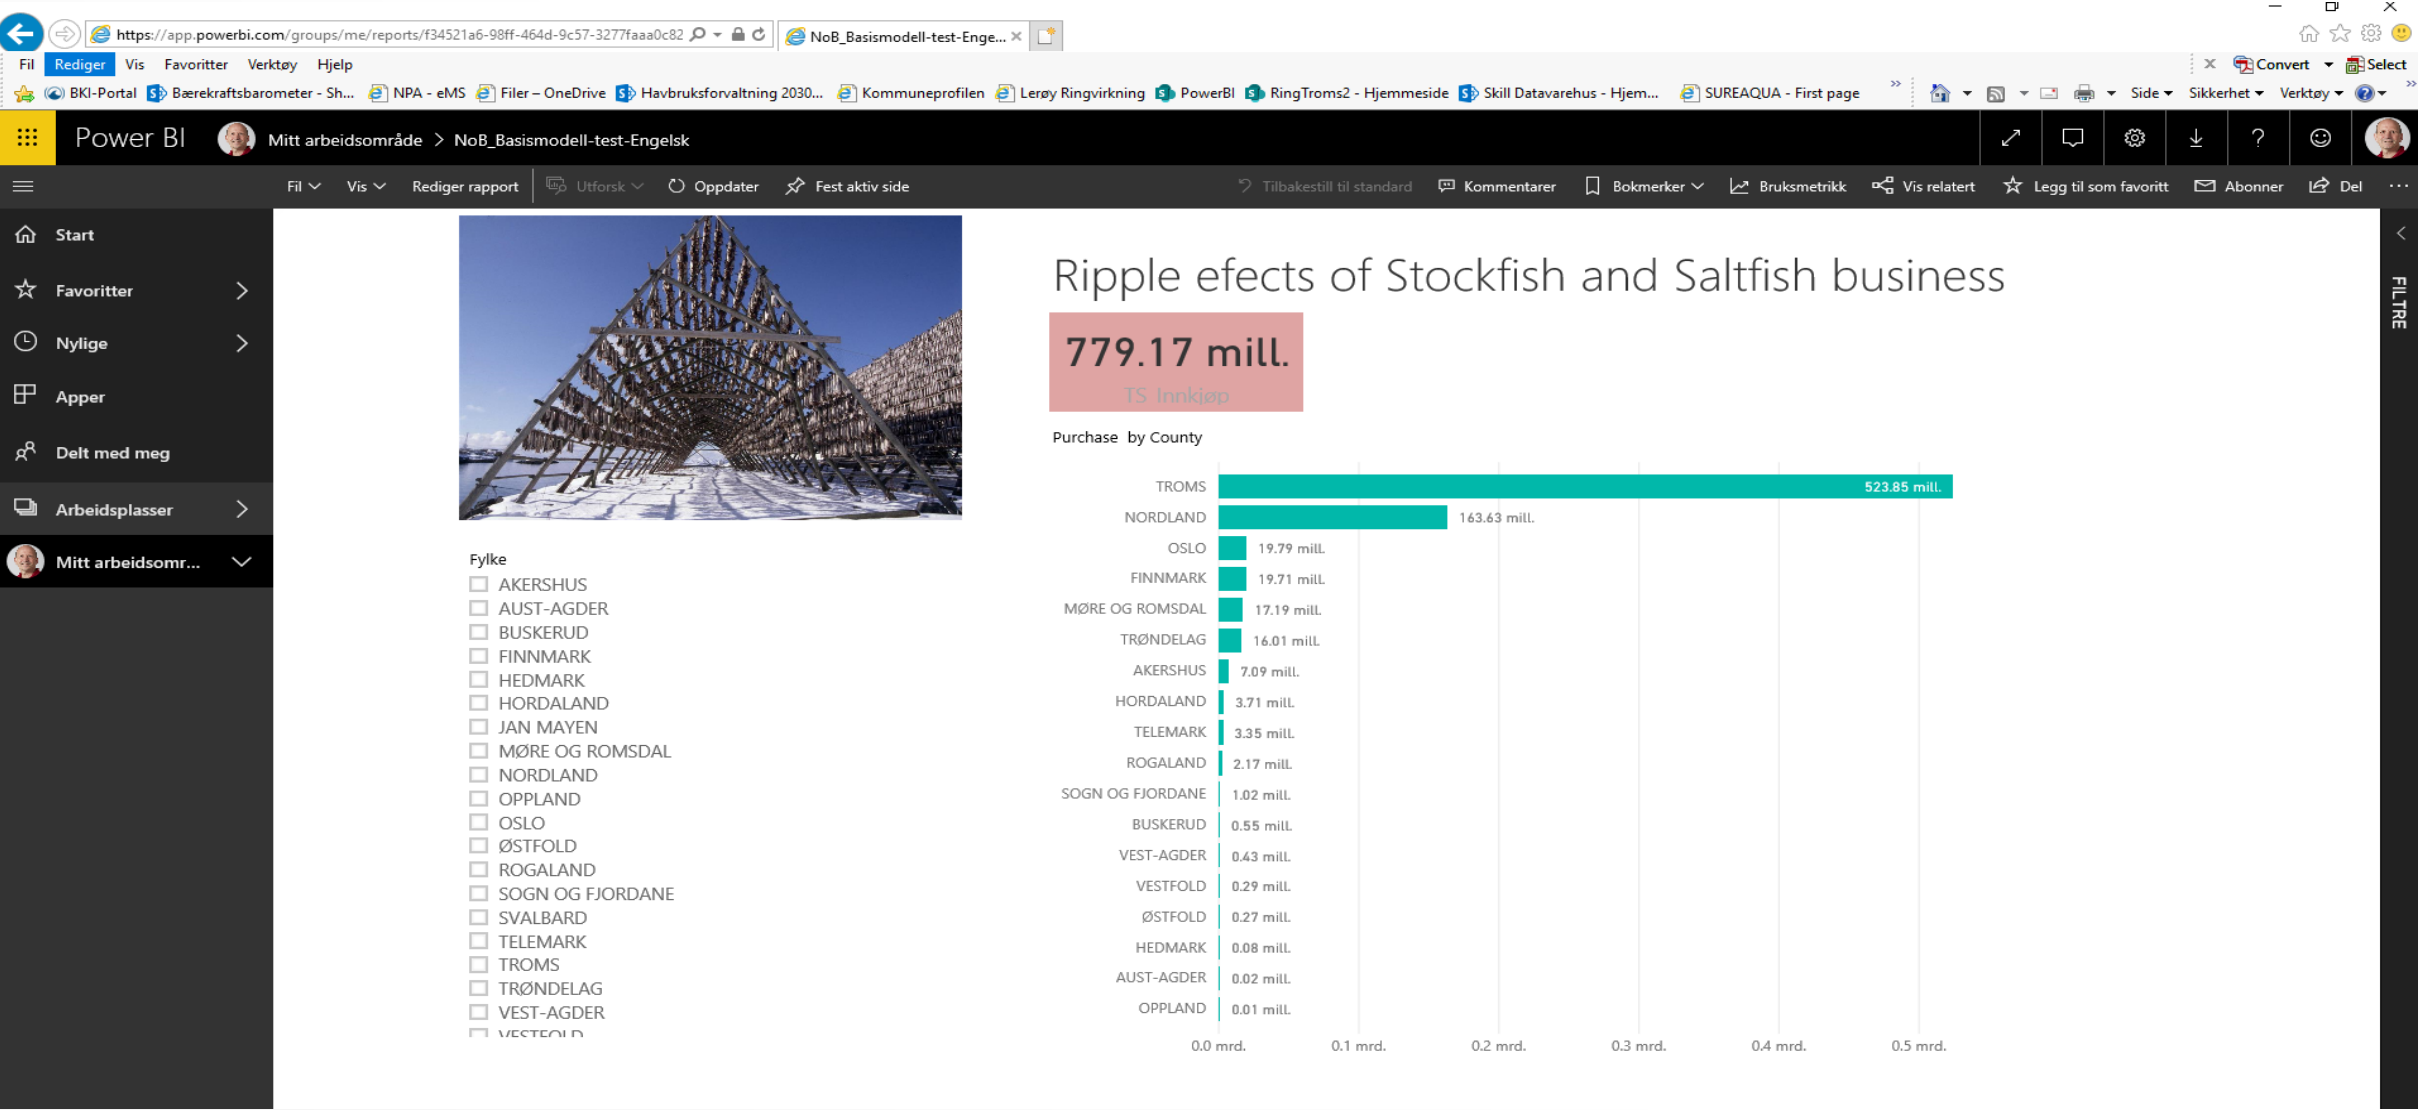 https://app.powerbi.com/groups/me/reports/f34521a6-98ff-464d-9c57-3277faaa0c82
NoB_Basismodell-test-Enge...
Fil Rediger Vis Favoritter Verktøy Hjelp
Convert Select
BKI-Portal Bærekraftsbarometer - Sh... NPA - eMS Filer – OneDrive Havbruksforvaltning 2030... Kommuneprofilen Lerøy Ringvirkning PowerBI RingTroms2 - Hjemmeside Skill Datavarehus - Hjem... SUREAQUA - First page
Side Sikkerhet Verktøy
Power BI Mitt arbeidsområde > NoB_Basismodell-test-Engelsk
Fil Vis Rediger rapport Utforsk Oppdater Fest aktiv side Tilbakestill til standard Kommentarer Bokmerker Bruksmetrikk Vis relatert Legg til som favoritt Abonner Del
Start
Favoritter
Nylige
Apper
Delt med meg
Arbeidsplasser
Mitt arbeidsomr...
Ripple efects of Stockfish and Saltfish business
779.17 mill.
TS Innkjøp
Fylke
AKERSHUS
AUST-AGDER
BUSKERUD
FINNMARK
HEDMARK
HORDALAND
JAN MAYEN
MØRE OG ROMSDAL
NORDLAND
OPPLAND
OSLO
ØSTFOLD
ROGALAND
SOGN OG FJORDANE
SVALBARD
TELEMARK
TROMS
TRØNDELAG
VEST-AGDER
VESTFOLD
Purchase by County
TROMS 523.85 mill.
NORDLAND 163.63 mill.
OSLO 19.79 mill.
FINNMARK 19.71 mill.
MØRE OG ROMSDAL 17.19 mill.
TRØNDELAG 16.01 mill.
AKERSHUS 7.09 mill.
HORDALAND 3.71 mill.
TELEMARK 3.35 mill.
ROGALAND 2.17 mill.
SOGN OG FJORDANE 1.02 mill.
BUSKERUD 0.55 mill.
VEST-AGDER 0.43 mill.
VESTFOLD 0.29 mill.
ØSTFOLD 0.27 mill.
HEDMARK 0.08 mill.
AUST-AGDER 0.02 mill.
OPPLAND 0.01 mill.
0.0 mrd. 0.1 mrd. 0.2 mrd. 0.3 mrd. 0.4 mrd. 0.5 mrd.
FILTRE